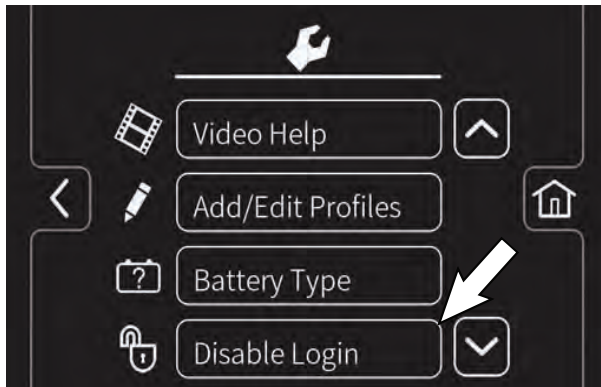 Video Help
Add/Edit Profiles
?
Battery Type
Disable Login